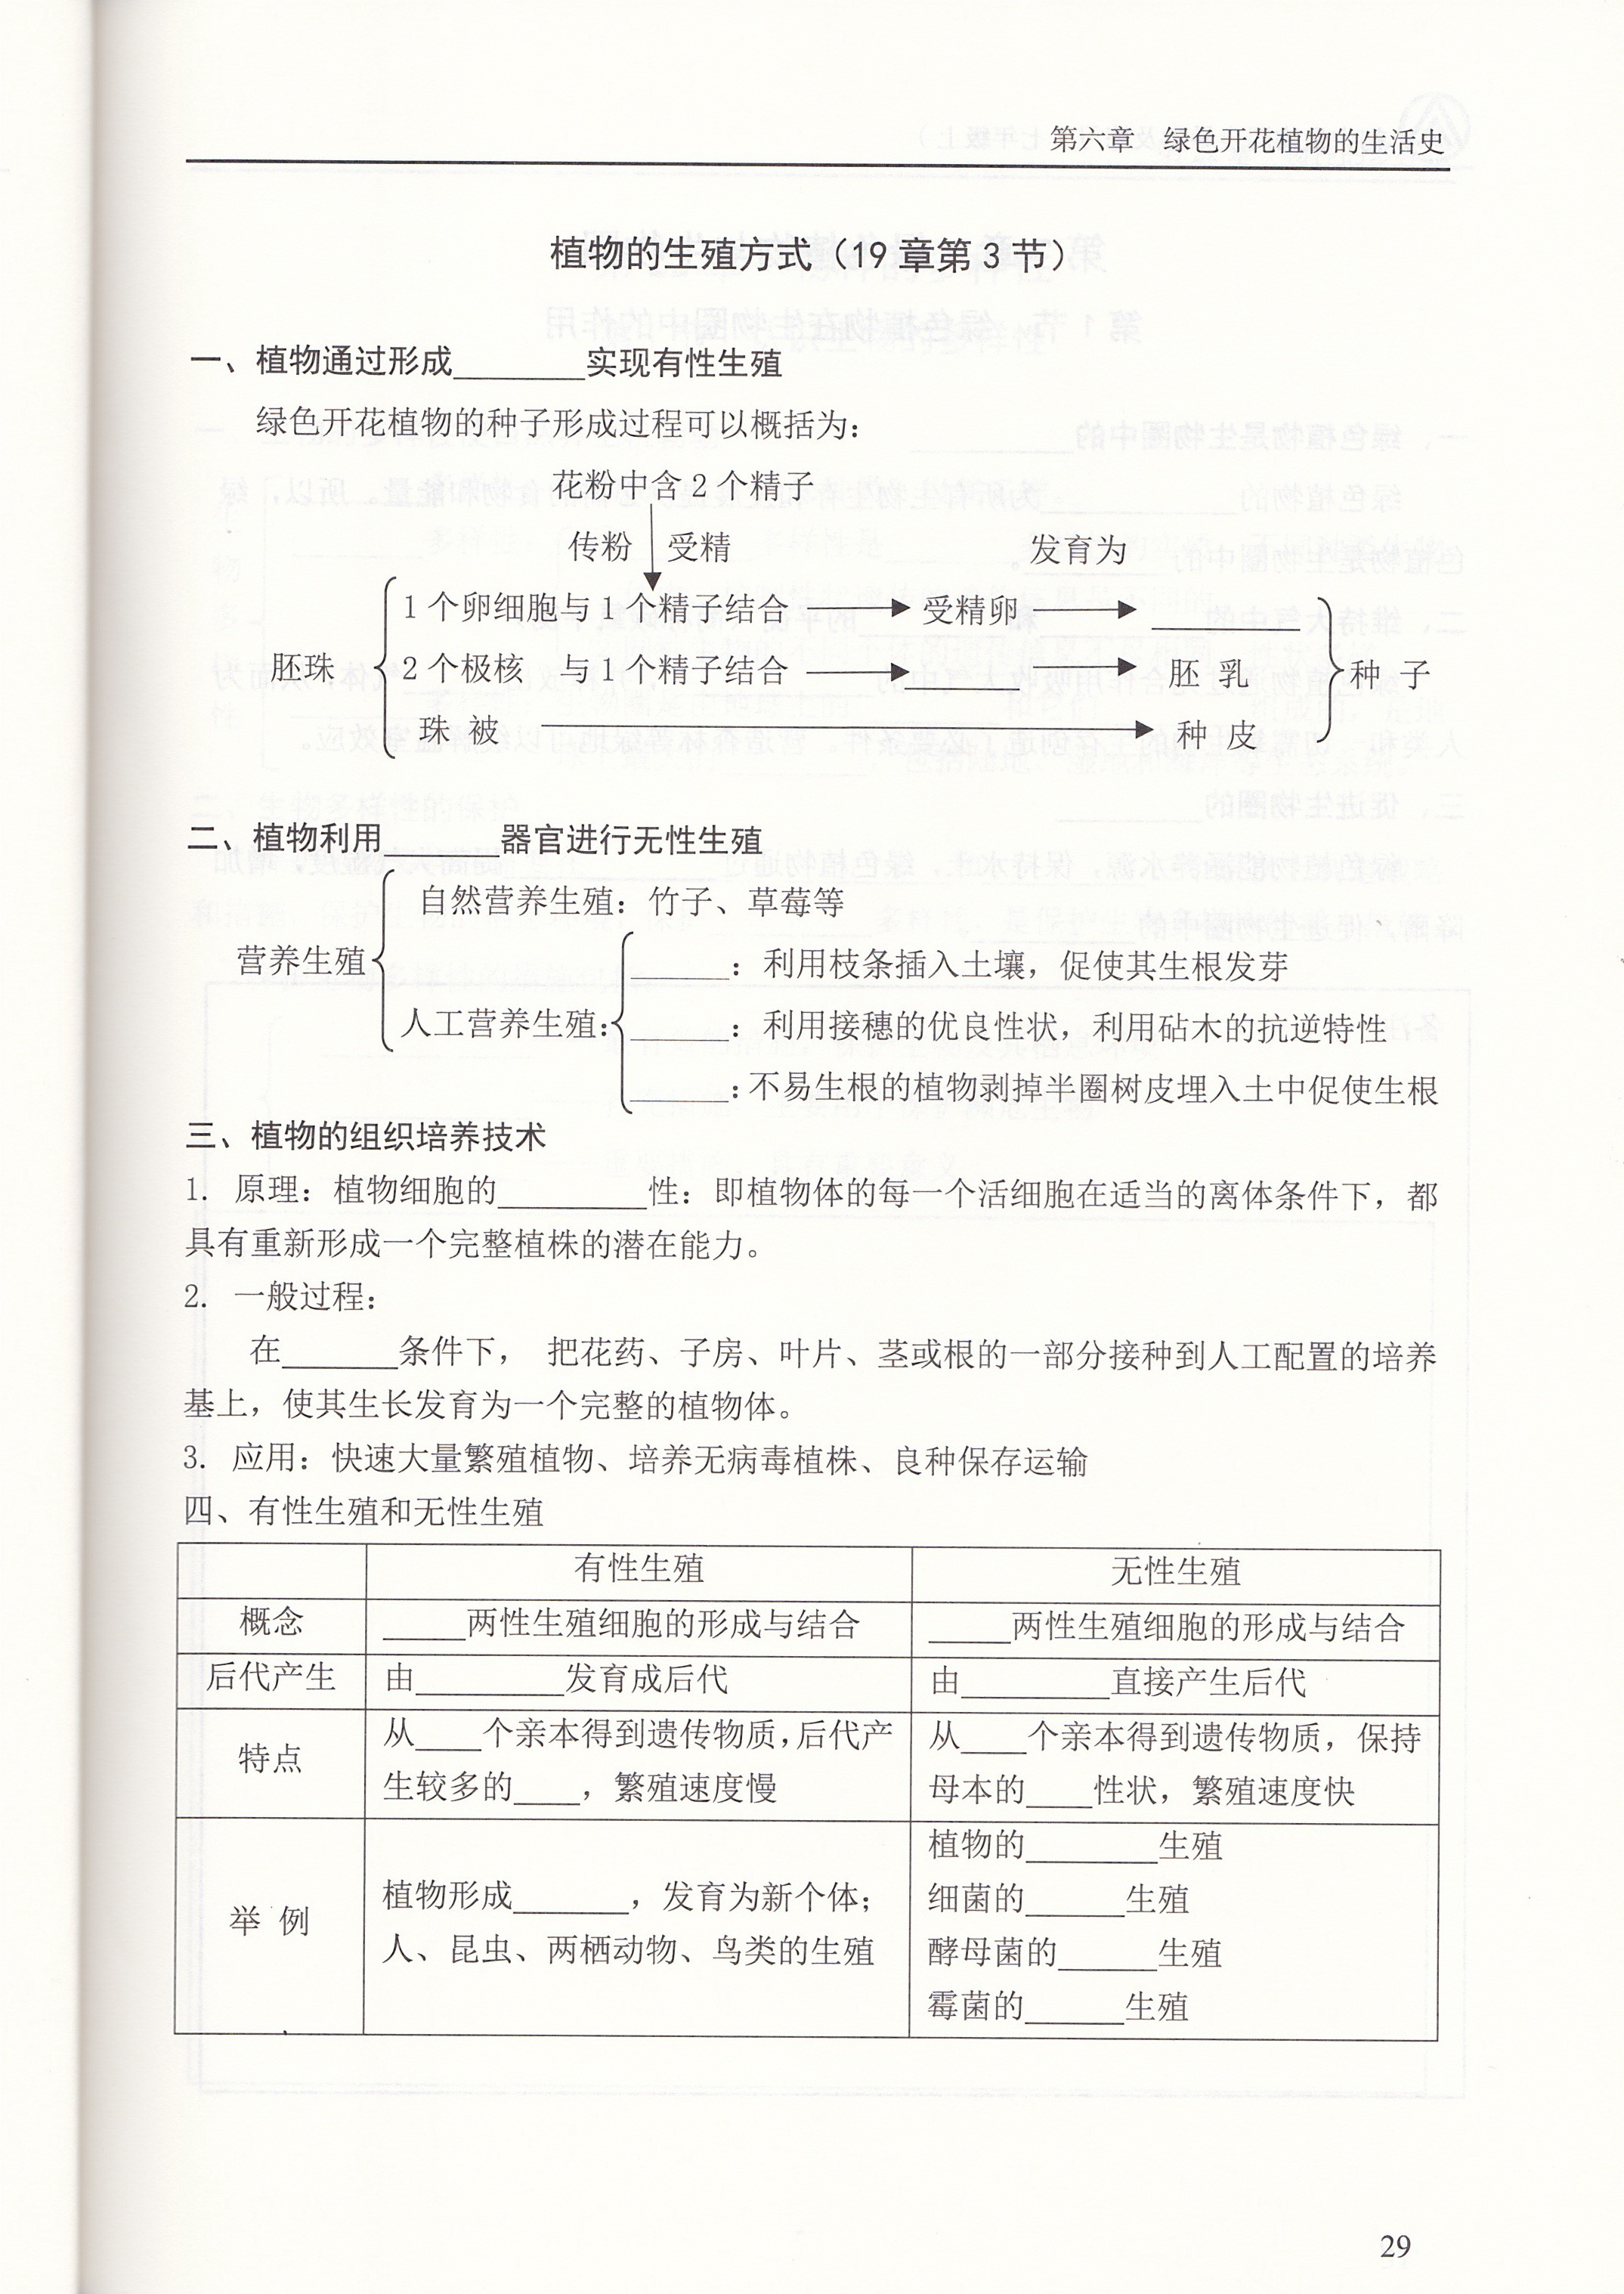 第六章　绿色开花植物的生活史
植物的生殖方式（19 章第 3 节）
一、植物通过形成________实现有性生殖
绿色开花植物的种子形成过程可以概括为：
花粉中含 2 个精子
传粉 受精 发育为
1 个卵细胞与 1 个精子结合 受精卵 ________
胚珠 2 个极核 与 1 个精子结合 ________ 胚 乳 种 子
珠 被 种 皮
二、植物利用_______器官进行无性生殖
自然营养生殖：竹子、草莓等
营养生殖 ______：利用枝条插入土壤，促使其生根发芽
人工营养生殖： ______：利用接穗的优良性状，利用砧木的抗逆特性
______：不易生根的植物剥掉半圈树皮埋入土中促使生根
三、植物的组织培养技术
1. 原理：植物细胞的_________性：即植物体的每一个活细胞在适当的离体条件下，都
具有重新形成一个完整植株的潜在能力。
2. 一般过程：
在_______条件下， 把花药、子房、叶片、茎或根的一部分接种到人工配置的培养
基上，使其生长发育为一个完整的植物体。
3. 应用：快速大量繁殖植物、培养无病毒植株、良种保存运输
四、有性生殖和无性生殖
有性生殖 无性生殖
概念 _____两性生殖细胞的形成与结合 _____两性生殖细胞的形成与结合
后代产生 由_________发育成后代 由_________直接产生后代
特点 从____个亲本得到遗传物质，后代产
生较多的____，繁殖速度慢
从____个亲本得到遗传物质，保持
母本的____性状，繁殖速度快
举 例 植物形成_______，发育为新个体；
人、昆虫、两栖动物、鸟类的生殖
植物的________生殖
细菌的______生殖
酵母菌的______生殖
霉菌的______生殖
29